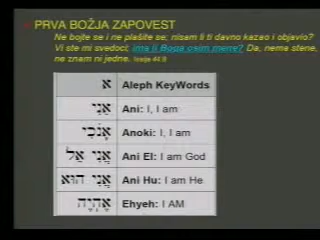 PRVA BOŽJA ZAPOVEST
Ne bojte se i ne plašite se; nisam li ti davno kazao i objavio?
Vi ste mi svedoci; ima li Boga osim mene? Da, nema stene,
ne znam ni jedne. Isaija 44:8
א Aleph KeyWords
אֲנִי Ani: I, I am
אָנֹכִי Anoki: I, I am
אֲנִי אֵל Ani El: I am God
אֲנִי הוּא Ani Hu: I am He
אֶהְיֶה Ehyeh: I AM